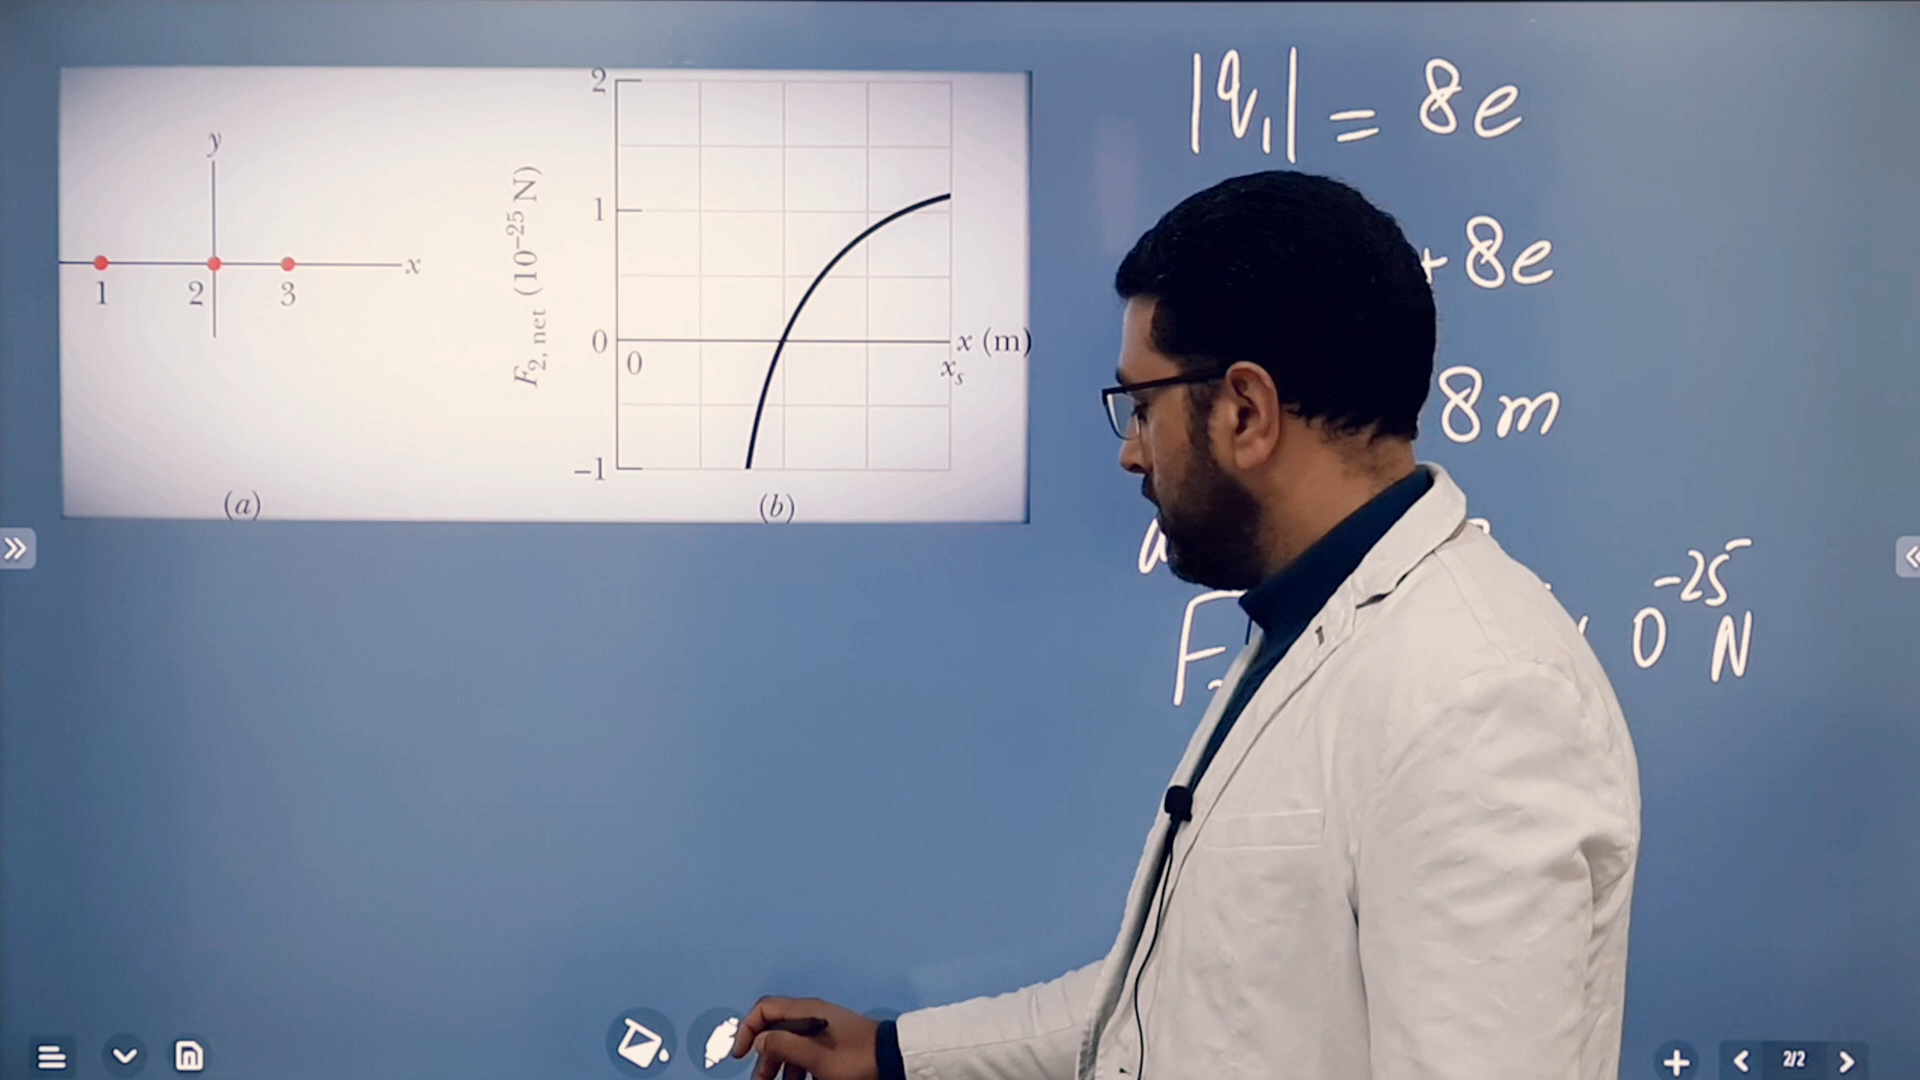 y
x
1 2 3
(a)
F2, net (10−25 N)
2
1
0
−1
0
x (m)
xs
(b)
|q1| = 8e
+8e
8m
F
0-25 N
2/2